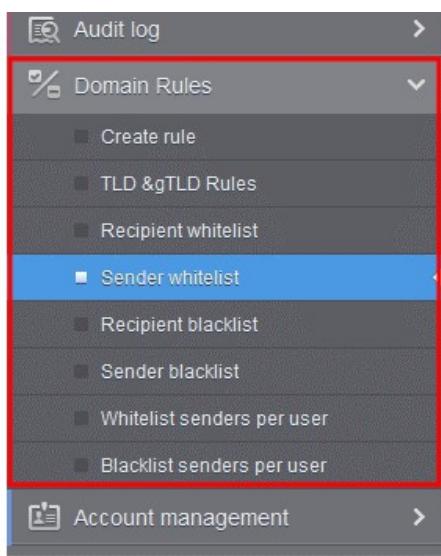 Audit log
Domain Rules
Create rule
TLD &gTLD Rules
Recipient whitelist
Sender whitelist
Recipient blacklist
Sender blacklist
Whitelist senders per user
Blacklist senders per user
Account management